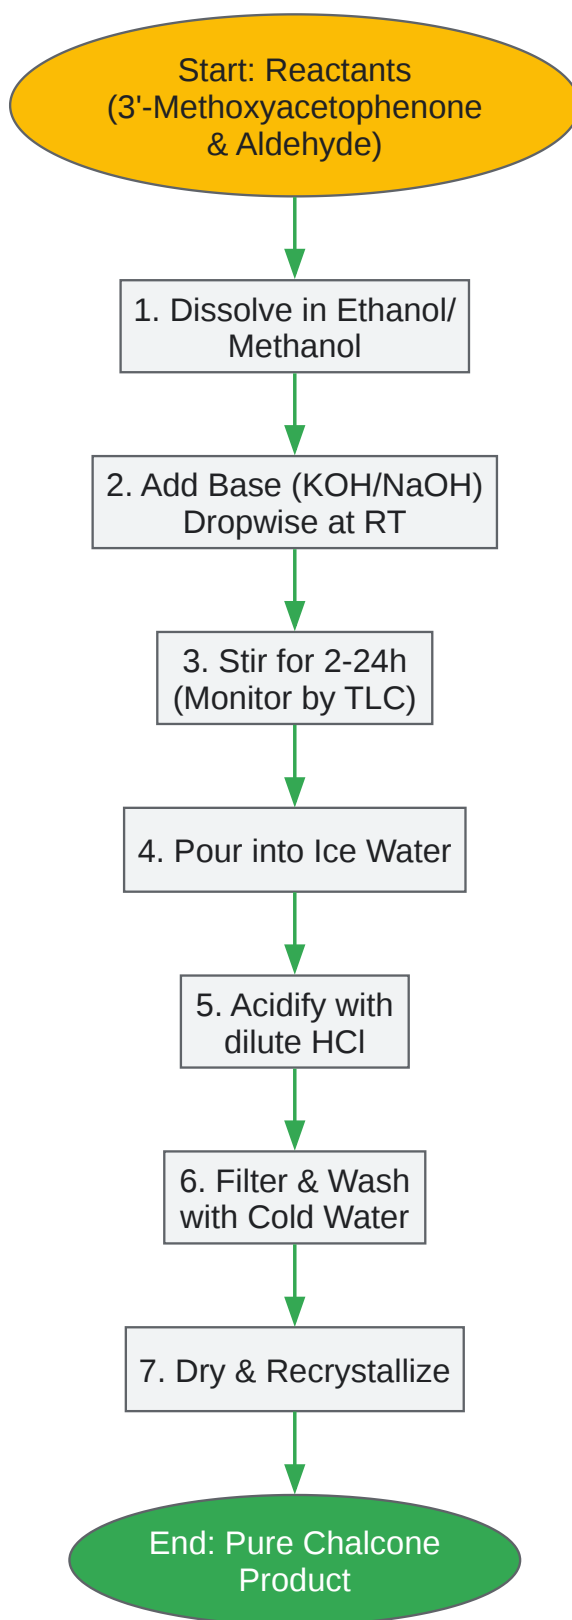 Start: Reactants
(3'-Methoxyacetophenone
& Aldehyde)
1. Dissolve in Ethanol/
Methanol
2. Add Base (KOH/NaOH)
Dropwise at RT
3. Stir for 2-24h
(Monitor by TLC)
4. Pour into Ice Water
5. Acidify with
dilute HCl
6. Filter & Wash
with Cold Water
7. Dry & Recrystallize
End: Pure Chalcone
Product